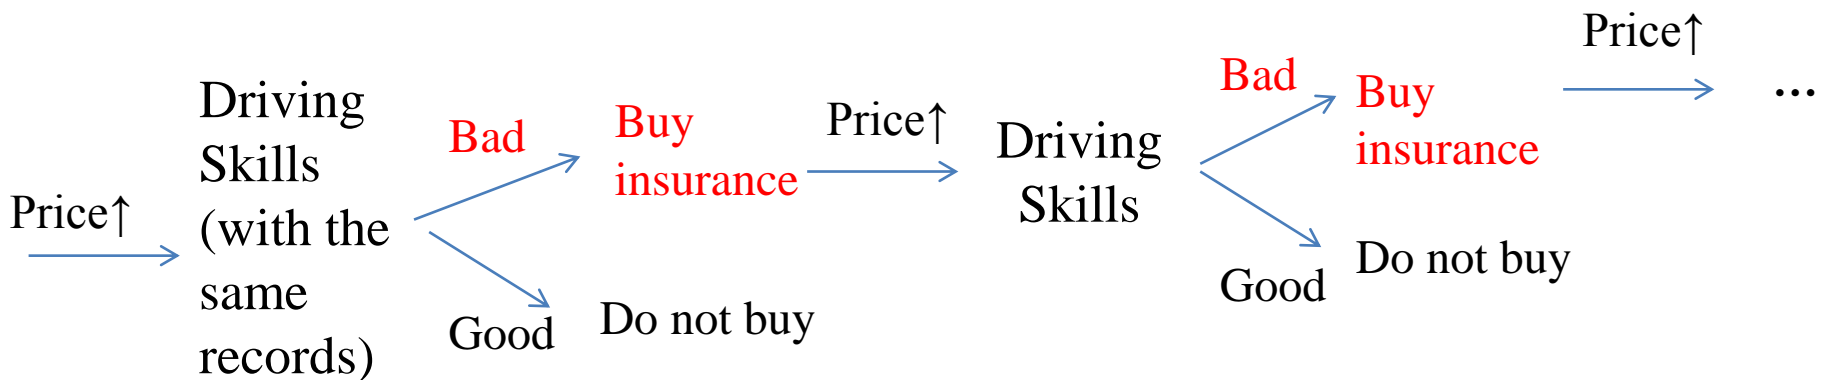 Price↑
Driving
Skills
(with the
same
records)
Bad
Good
Buy
insurance
Do not buy
Price↑
Driving
Skills
Bad
Good
Buy
insurance
Do not buy
Price↑
...